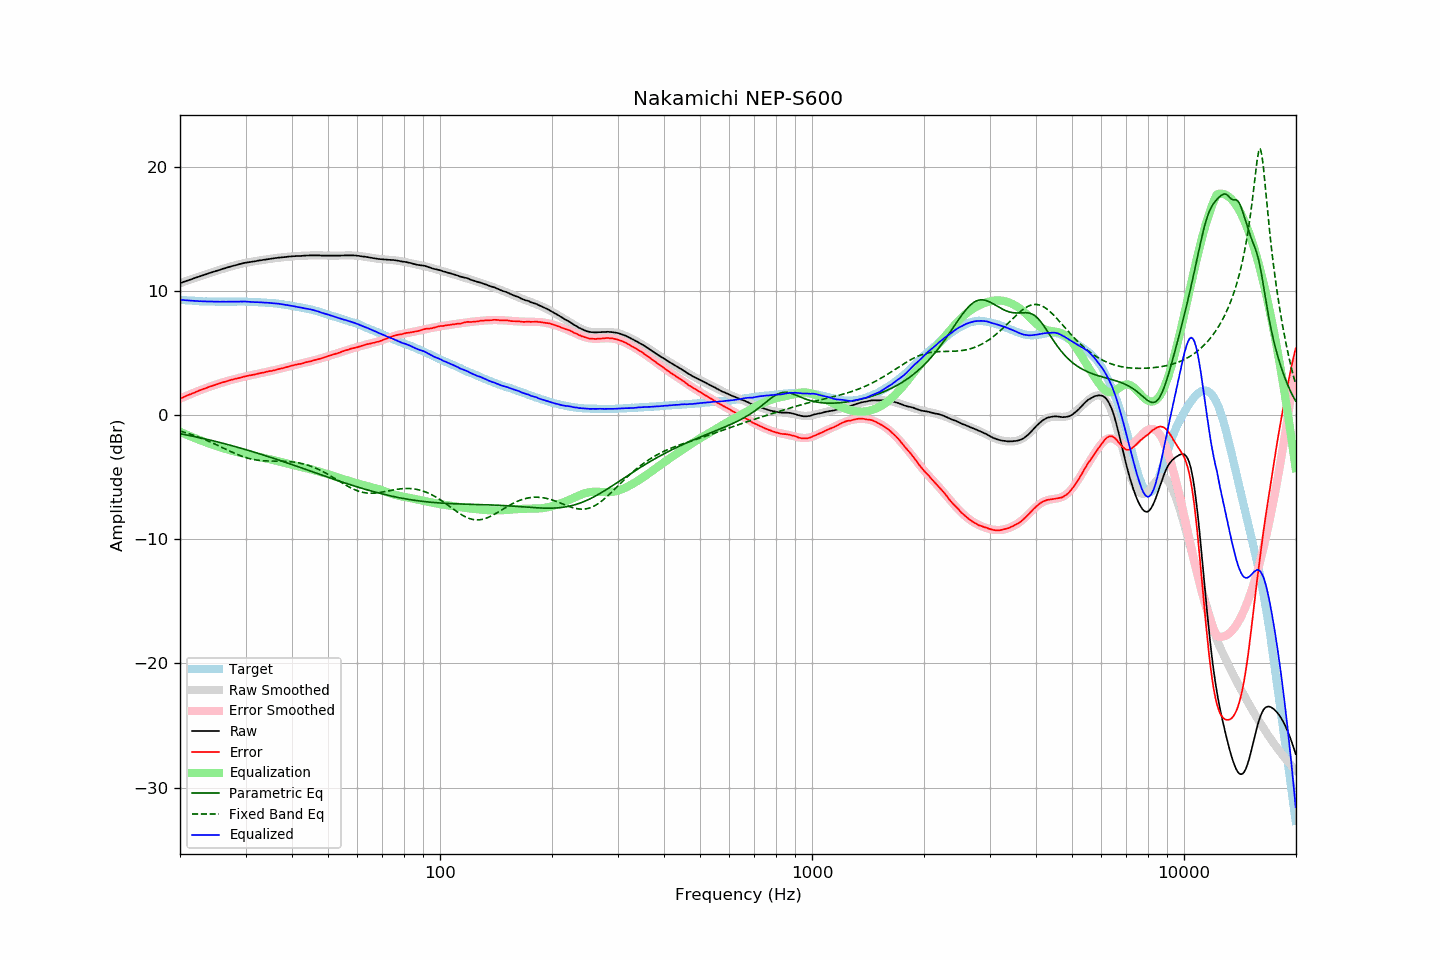 Nakamichi NEP-S600
Amplitude (dBr)
20
10
0
−10
−20
−30
Target
Raw Smoothed
Error Smoothed
Raw
Error
Equalization
Parametric Eq
Fixed Band Eq
Equalized
100
1000
10000
Frequency (Hz)